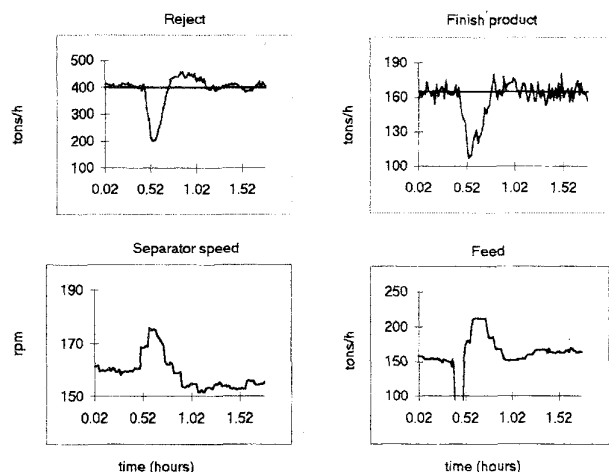 Reject
tons/h
500
400
300
200
100
0.02 0.52 1.02 1.52
Finish product
tons/h
190
160
130
100
0.02 0.52 1.02 1.52
Separator speed
rpm
190
170
150
0.02 0.52 1.02 1.52
time (hours)
Feed
tons/h
250
200
150
100
0.02 0.52 1.02 1.52
time (hours)